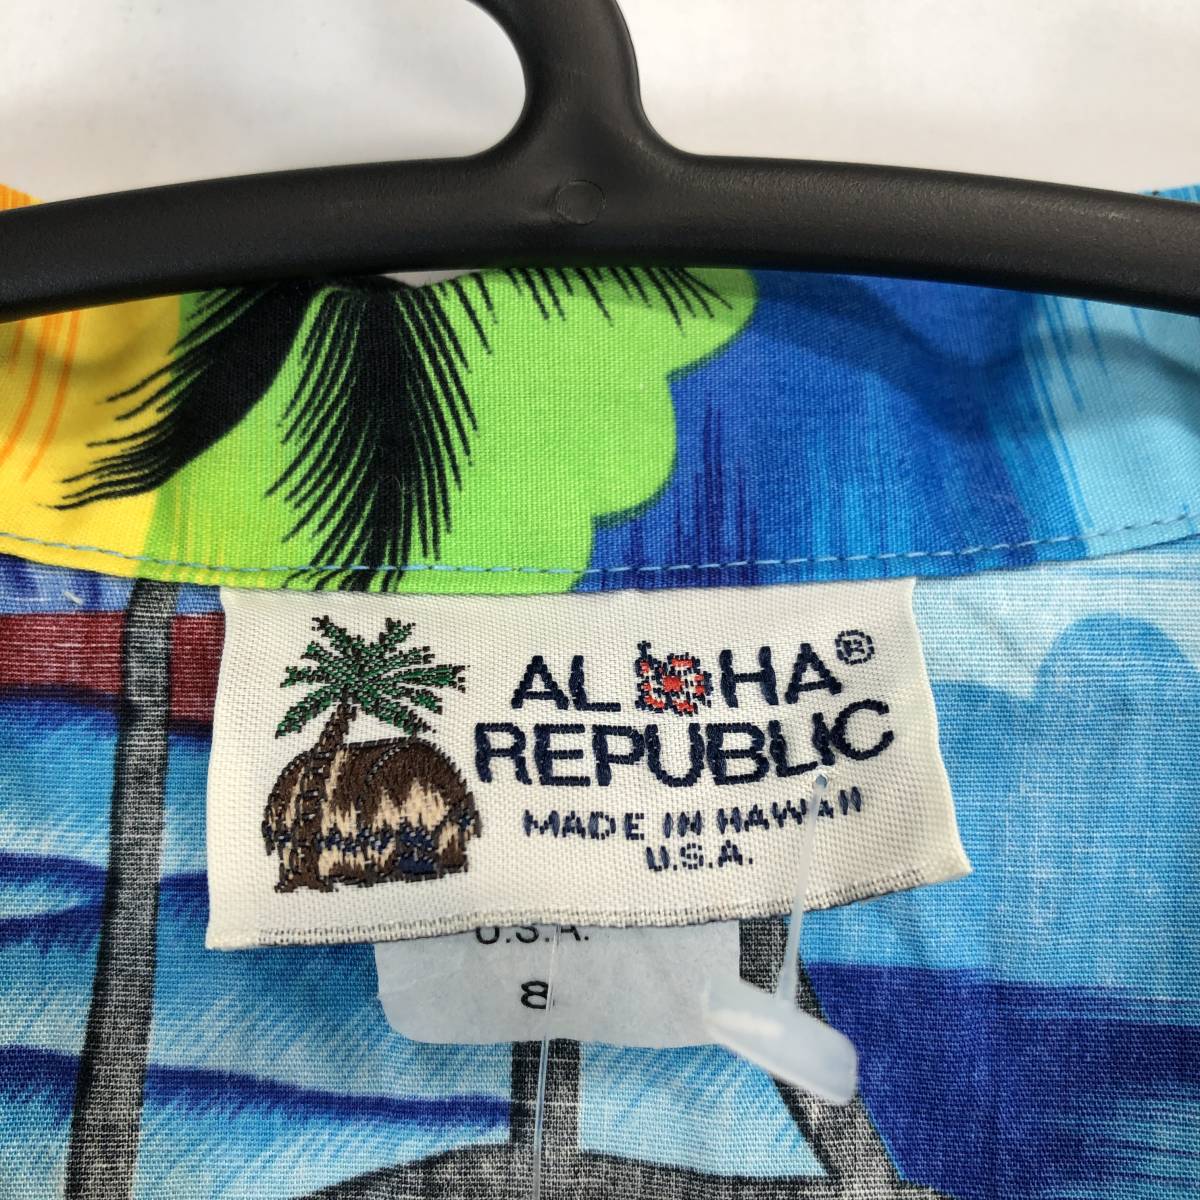 ALOHA®
REPUBLIC
MADE IN HAWAII
U.S.A.
U.S.A.
8